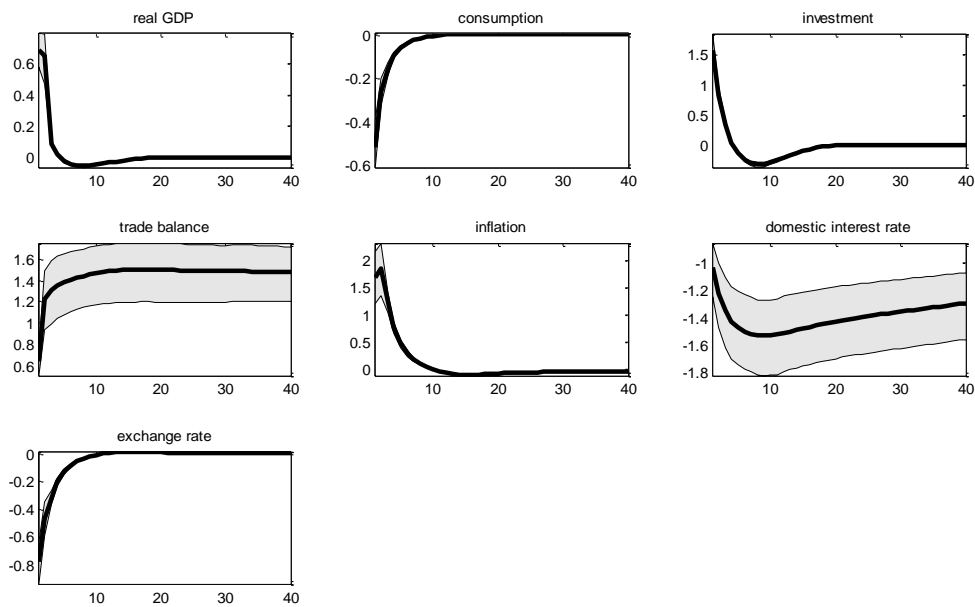 real GDP
0.6
0.4
0.2
0
10 20 30 40
consumption
0
-0.2
-0.4
-0.6
10 20 30 40
investment
1.5
1
0.5
0
10 20 30 40
trade balance
1.6
1.4
1.2
1
0.8
0.6
10 20 30 40
inflation
2
1.5
1
0.5
0
10 20 30 40
domestic interest rate
-1
-1.2
-1.4
-1.6
-1.8
10 20 30 40
exchange rate
0
-0.2
-0.4
-0.6
-0.8
10 20 30 40